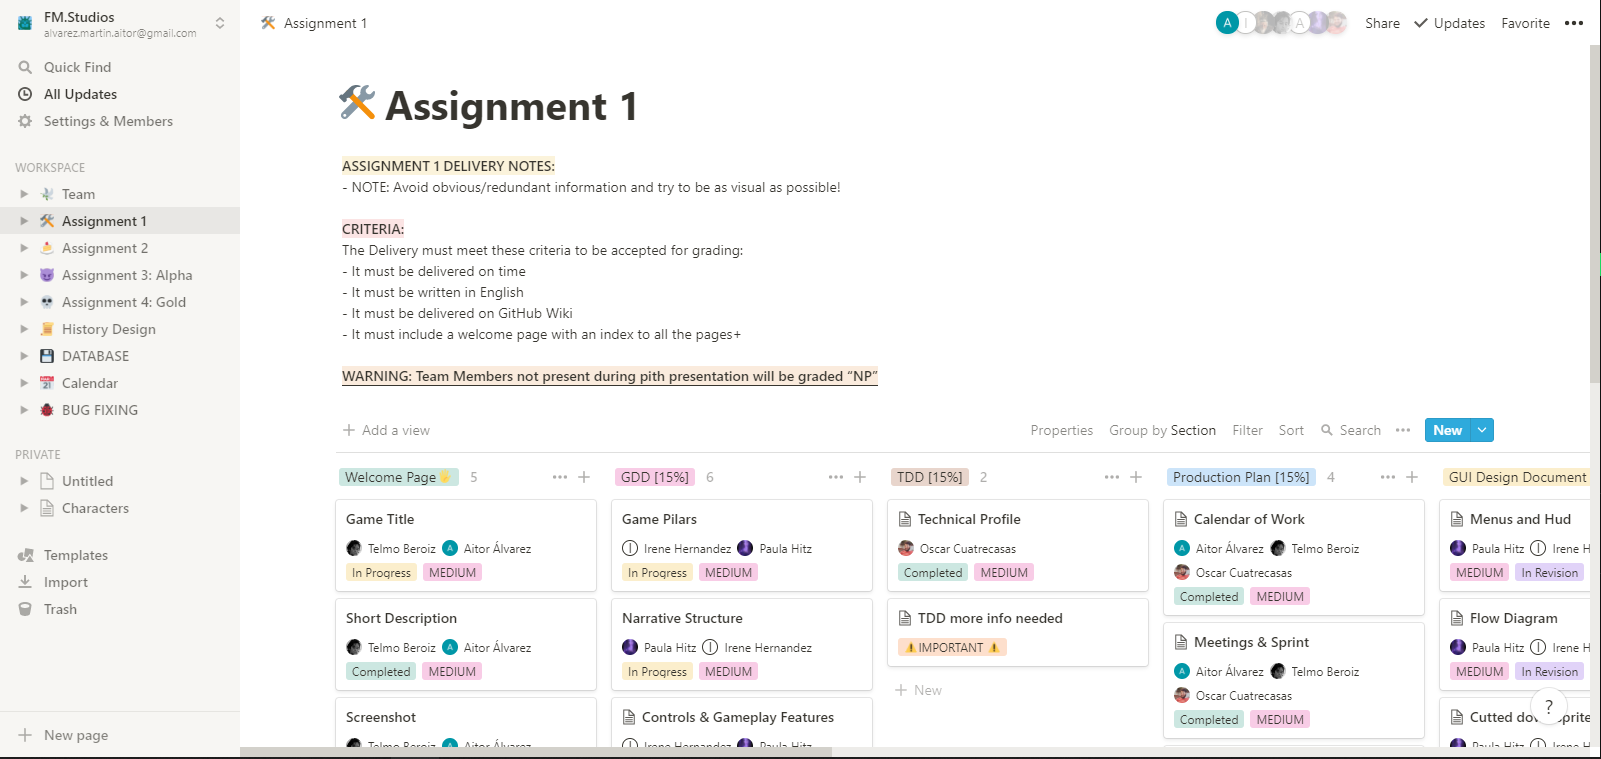 FM.Studios
alvarez.martin.aitor@gmail.com
Quick Find
All Updates
Settings & Members
WORKSPACE
Team
Assignment 1
Assignment 2
Assignment 3: Alpha
Assignment 4: Gold
History Design
DATABASE
Calendar
BUG FIXING
PRIVATE
Untitled
Characters
Templates
Import
Trash
New page
Assignment 1
A I A Share Updates Favorite
Assignment 1
ASSIGNMENT 1 DELIVERY NOTES:
- NOTE: Avoid obvious/redundant information and try to be as visual as possible!
CRITERIA:
The Delivery must meet these criteria to be accepted for grading:
- It must be delivered on time
- It must be written in English
- It must be delivered on GitHub Wiki
- It must include a welcome page with an index to all the pages+
WARNING: Team Members not present during pith presentation will be graded “NP”
Add a view Properties Group by Section Filter Sort Search New
Welcome Page 5
Game Title
Telmo Beroiz A Aitor Álvarez
In Progress MEDIUM
Short Description
Telmo Beroiz A Aitor Álvarez
Completed MEDIUM
Screenshot
Telmo Beroiz Aitor Álvarez
GDD [15%] 6
Game Pilars
I Irene Hernandez Paula Hitz
In Progress MEDIUM
Narrative Structure
Paula Hitz I Irene Hernandez
In Progress MEDIUM
Controls & Gameplay Features
Irene Hernandez Paula Hitz
TDD [15%] 2
Technical Profile
Oscar Cuatrecasas
Completed MEDIUM
TDD more info needed
⚠️IMPORTANT ⚠️
New
Production Plan [15%] 4
Calendar of Work
A Aitor Álvarez Telmo Beroiz
Oscar Cuatrecasas
Completed MEDIUM
Meetings & Sprint
A Aitor Álvarez Telmo Beroiz
Oscar Cuatrecasas
Completed MEDIUM
GUI Design Document
Menus and Hud
Paula Hitz I Irene H
MEDIUM In Revision
Flow Diagram
Paula Hitz I Irene H
MEDIUM In Revision
Cutted
Paula Hitz Irene H
?